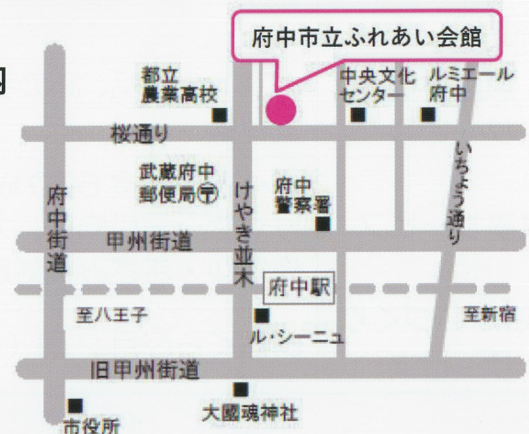 府中市立ふれあい会館
内
都立
農業高校
中央文化
センター
ルミエール
府中
桜通り
いちょう通り
武蔵府中
郵便局〒
府中
警察署
けやき並木
府中街道
甲州街道
府中駅
至八王子
至新宿
ル・シーニュ
旧甲州街道
市役所
大國魂神社